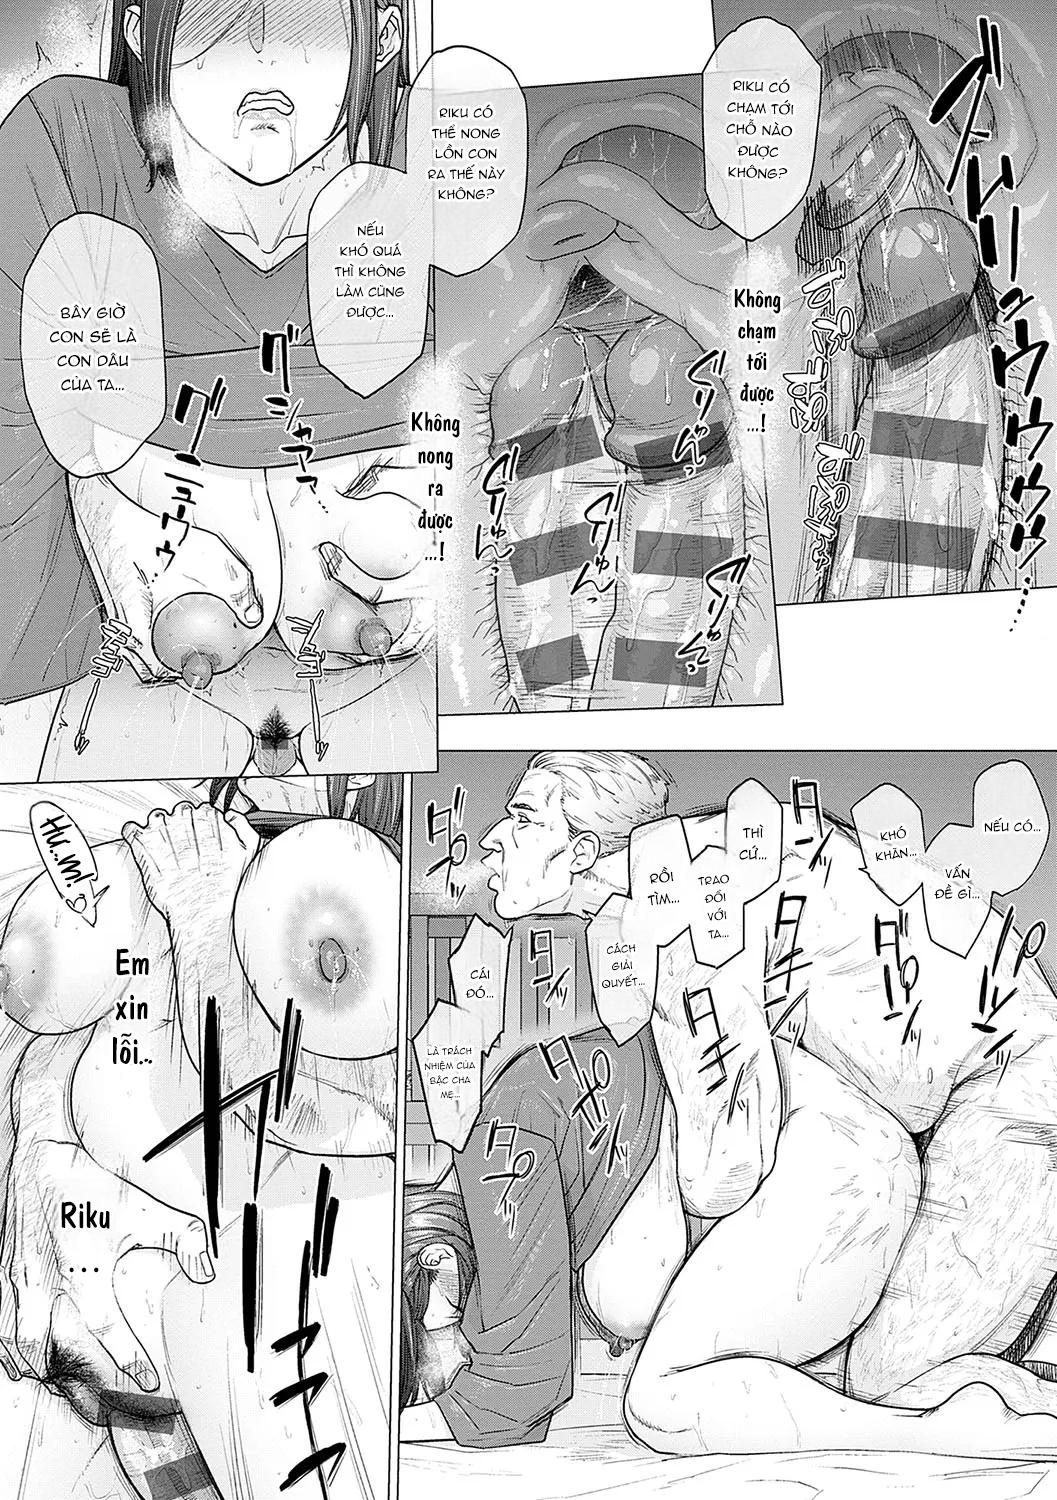 RIKU CÓ
CHẠM TỚI
CHỖ NÀO
ĐƯỢC
KHÔNG?
Không
chạm
tới
được
...!
RIKU CÓ
THỂ NONG
LỒN CON
RA THẾ NÀY
KHÔNG?
NẾU
KHÓ QUÁ
THÌ KHÔNG
LÀM CŨNG
ĐƯỢC...
Không
nong
ra
được
...!
BÂY GIỜ
CON SẼ LÀ
CON DÂU
CỦA TA...
NẾU CÓ...
VẤN
ĐỀ GÌ...
KHÓ
KHĂN...
THÌ
CỨ...
TRAO
ĐỔI
VỚI
TA...
RỒI
TÌM...
CÁCH
GIẢI
QUYẾT...
CÁI
ĐÓ...
LÀ TRÁCH
NHIỆM CỦA
BẬC CHA
MẸ...
Hư...m!
Em
xin
lỗi...
Riku
...